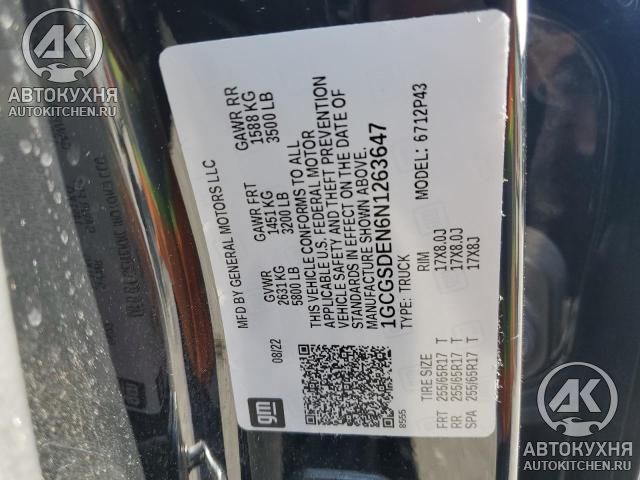 AK
АВТОКУХНЯ
AUTOKITCHEN.RU
MFD BY GENERAL MOTORS LLC
08/22
GVWR GAWR FRT GAWR RR
2631 KG 1451 KG 1588 KG
5800 LB 3200 LB 3500 LB
THIS VEHICLE CONFORMS TO ALL
APPLICABLE U.S. FEDERAL MOTOR
VEHICLE SAFETY AND THEFT PREVENTION
STANDARDS IN EFFECT ON THE DATE OF
MANUFACTURE SHOWN ABOVE.
1GCGSDEN6N1263647
TYPE: TRUCK MODEL: 6712P43
gm
8555
TIRE SIZE RIM
FRT 255/65R17 T 17X8.0J
RR 255/65R17 T 17X8.0J
SPA 255/65R17 T 17X8J
AK
АВТОКУХНЯ
AUTOKITCHEN.RU